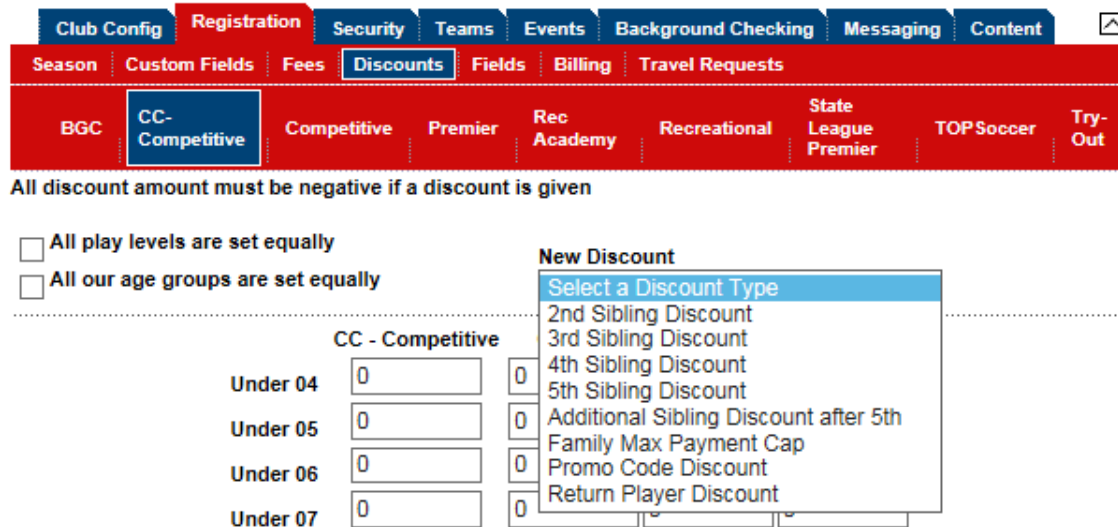 Club Config Registration Security Teams Events Background Checking Messaging Content
Season Custom Fields Fees Discounts Fields Billing Travel Requests
BGC CC-Competitive Competitive Premier Rec Academy Recreational State League Premier TOPSoccer Try-Out
All discount amount must be negative if a discount is given
All play levels are set equally
All our age groups are set equally
New Discount
Select a Discount Type
2nd Sibling Discount
3rd Sibling Discount
4th Sibling Discount
5th Sibling Discount
Additional Sibling Discount after 5th
Family Max Payment Cap
Promo Code Discount
Return Player Discount
CC - Competitive
Under 04 0 0
Under 05 0 0
Under 06 0 0
Under 07 0 0